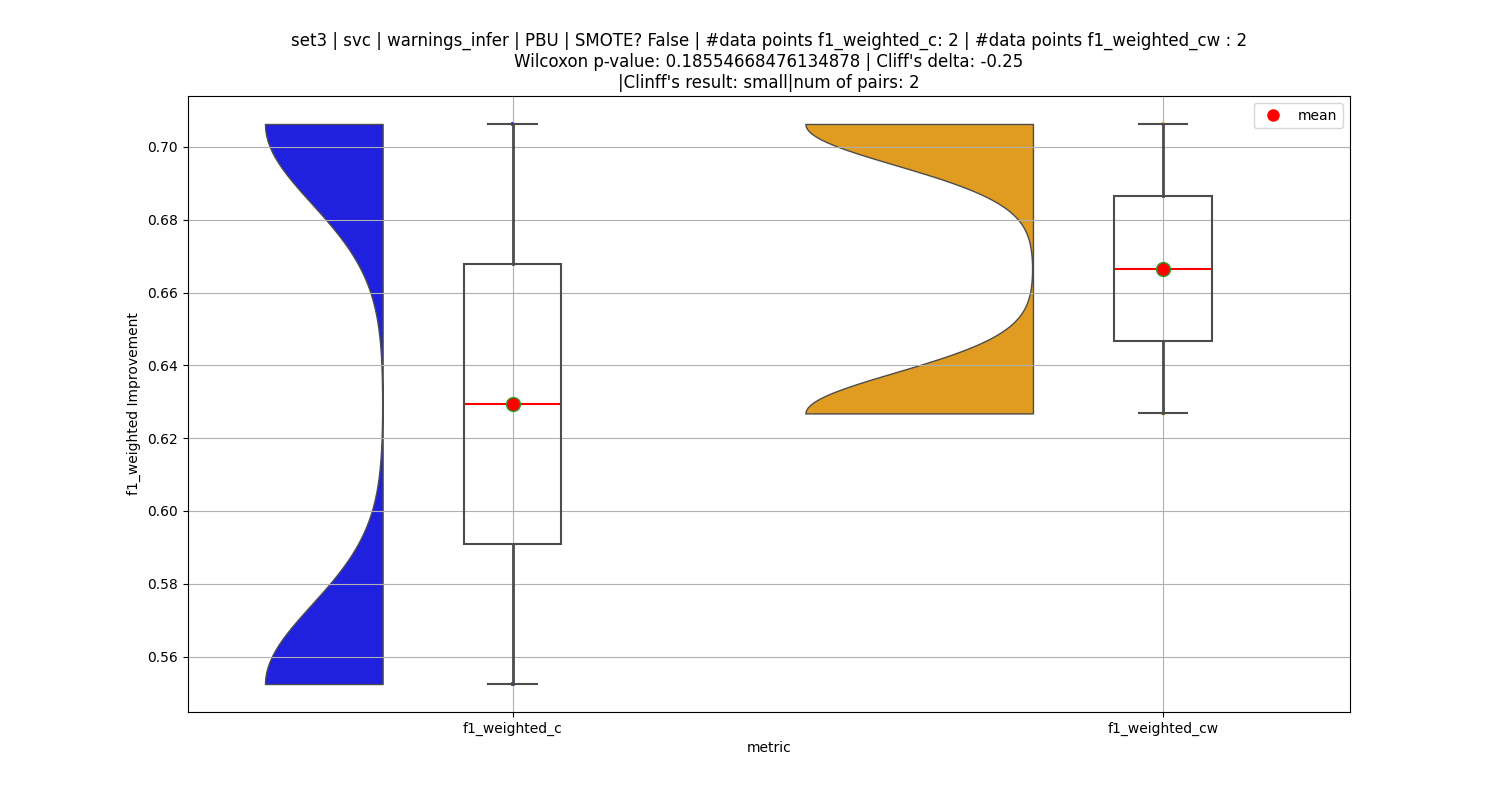 set3 | svc | warnings_infer | PBU | SMOTE? False | #data points f1_weighted_c: 2 | #data points f1_weighted_cw : 2
Wilcoxon p-value: 0.18554668476134878 | Cliff's delta: -0.25
|Clinff's result: small|num of pairs: 2
mean
0.70
0.68
0.66
0.64
0.62
0.60
0.58
0.56
f1_weighted Improvement
f1_weighted_c
f1_weighted_cw
metric